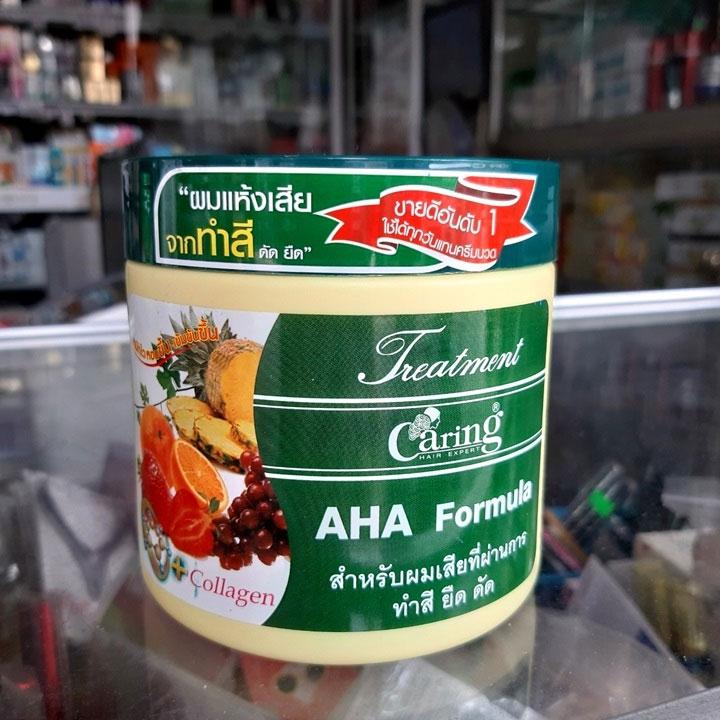 “ผมแห้งเสีย
จากทำสี ดัด ยืด”
ขายดีอันดับ 1
ใช้ได้ทุกวันแทนครีมนวด
Treatment
Caring®
HAIR EXPERT
AHA Formula
สำหรับผมเสียที่ผ่านการ
ทำสี ยืด ดัด
+Collagen